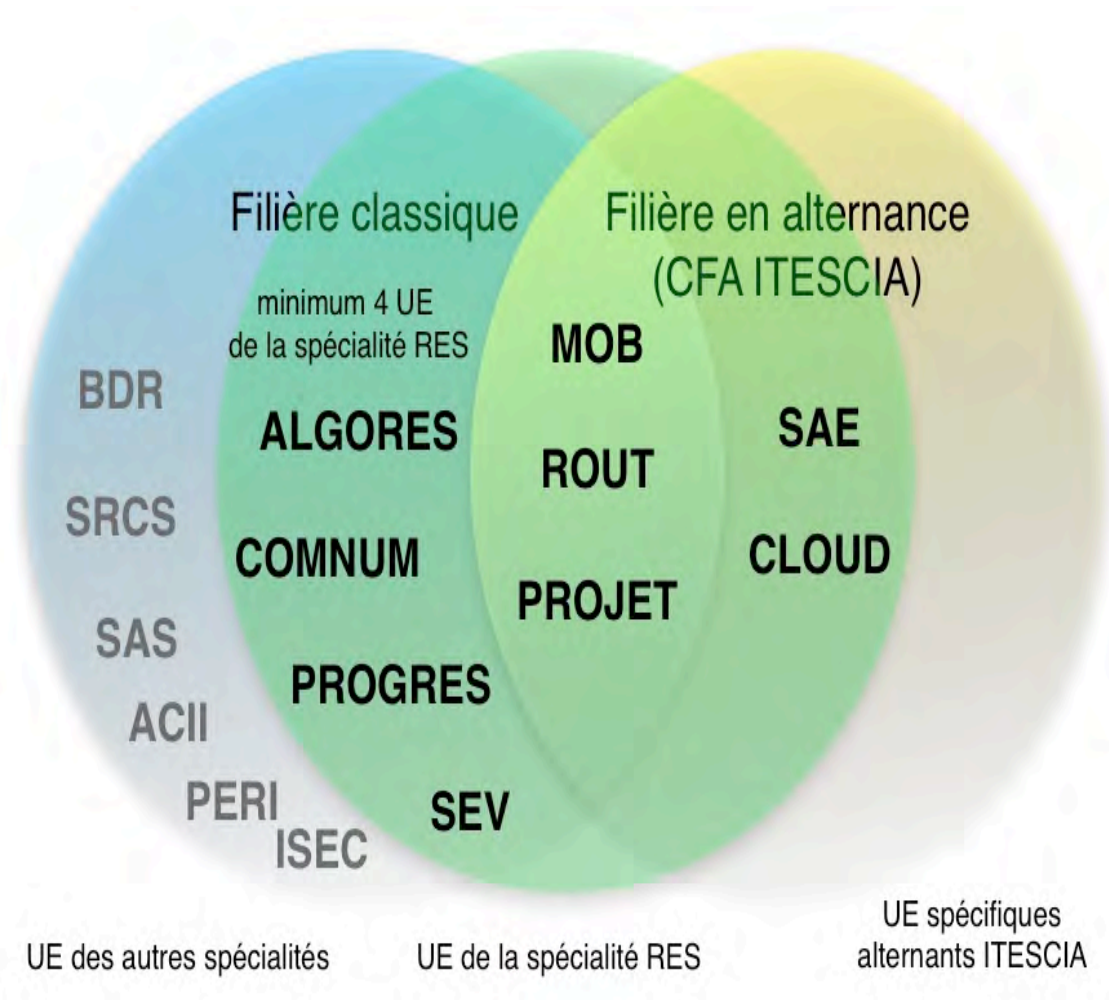 Filière classique
Filière en alternance
(CFA ITESCIA)
minimum 4 UE
de la spécialité RES
MOB
BDR
ALGORES
SAE
ROUT
SRCS
COMNUM
CLOUD
PROJET
SAS
PROGRES
ACII
PERI
SEV
ISEC
UE spécifiques
alternants ITESCIA
UE des autres spécialités
UE de la spécialité RES